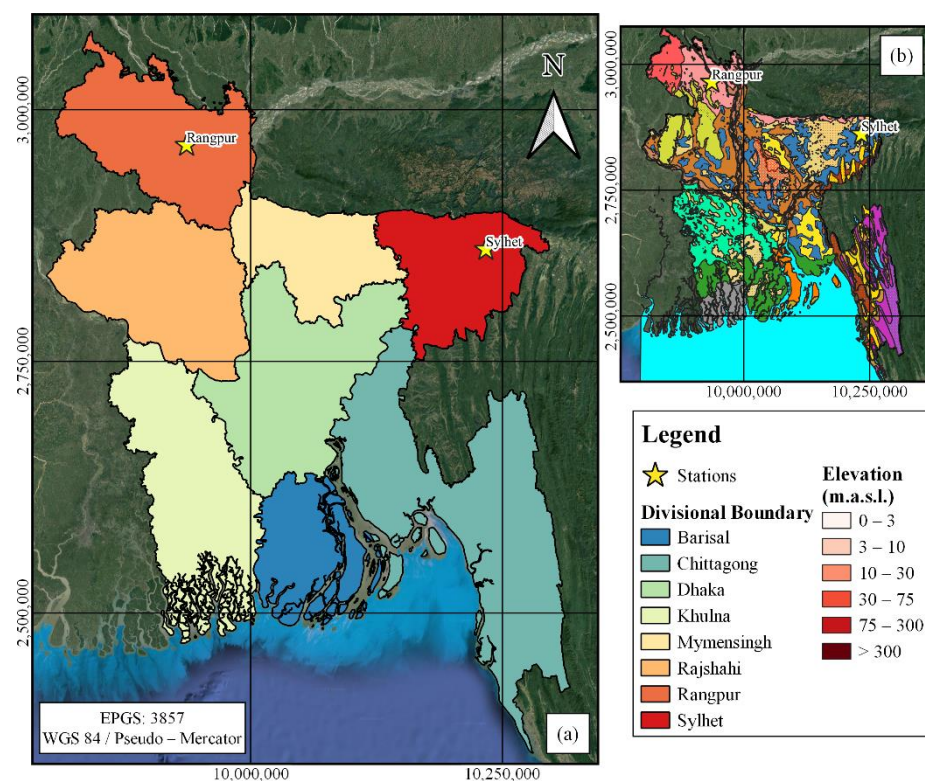 3,000,000
2,750,000
2,500,000
N
Rangpur
Sylhet
EPGS: 3857
WGS 84 / Pseudo – Mercator
(a)
10,000,000
10,250,000
(b)
3,000,000
2,750,000
2,500,000
Rangpur
Sylhet
10,000,000
10,250,000
Legend
Stations
Divisional Boundary
Barisal
Chittagong
Dhaka
Khulna
Mymensingh
Rajshahi
Rangpur
Sylhet
Elevation
(m.a.s.l.)
0 – 3
3 – 10
10 – 30
30 – 75
75 – 300
> 300